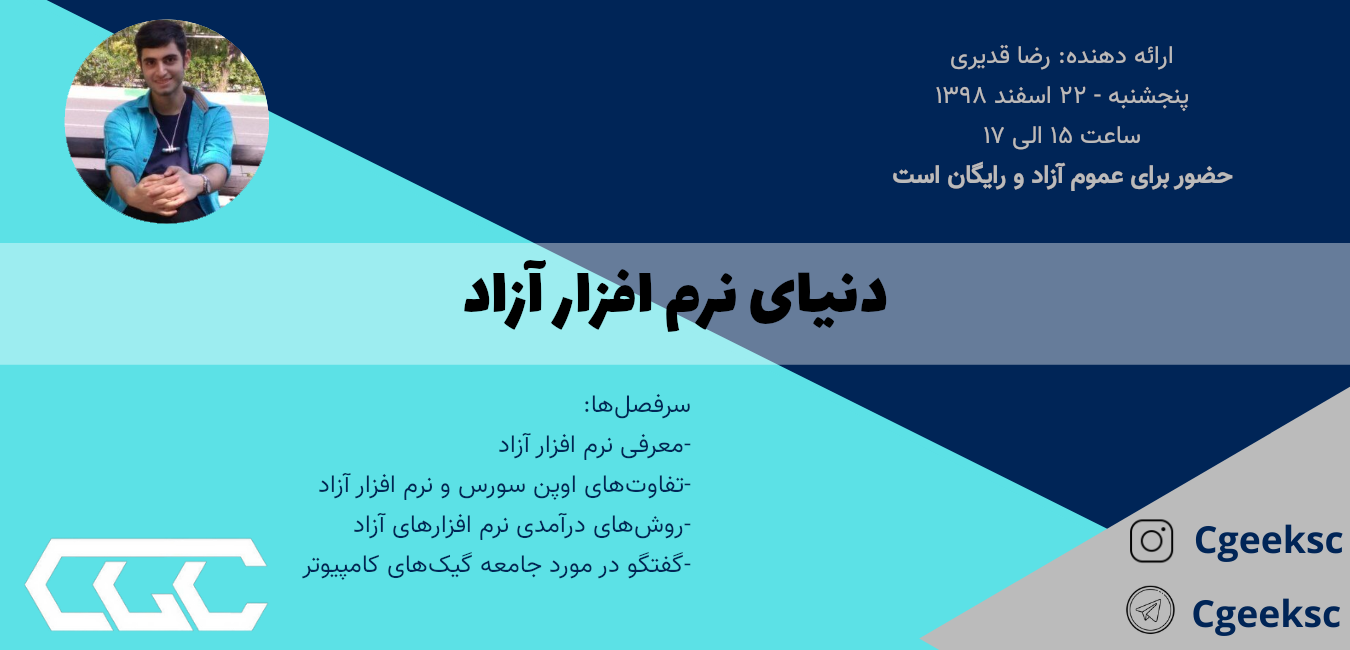 ارائه دهنده: رضا قدیری
پنجشنبه - ۲۲ اسفند ۱۳۹۸
ساعت ۱۵ الی ۱۷
حضور برای عموم آزاد و رایگان است
دنیای نرم افزار آزاد
سرفصل‌ها:
-معرفی نرم افزار آزاد
-تفاوت‌های اوپن سورس و نرم افزار آزاد
-روش‌های درآمدی نرم افزارهای آزاد
-گفتگو در مورد جامعه گیک‌های کامپیوتر
CGC
Cgeeksc
Cgeeksc